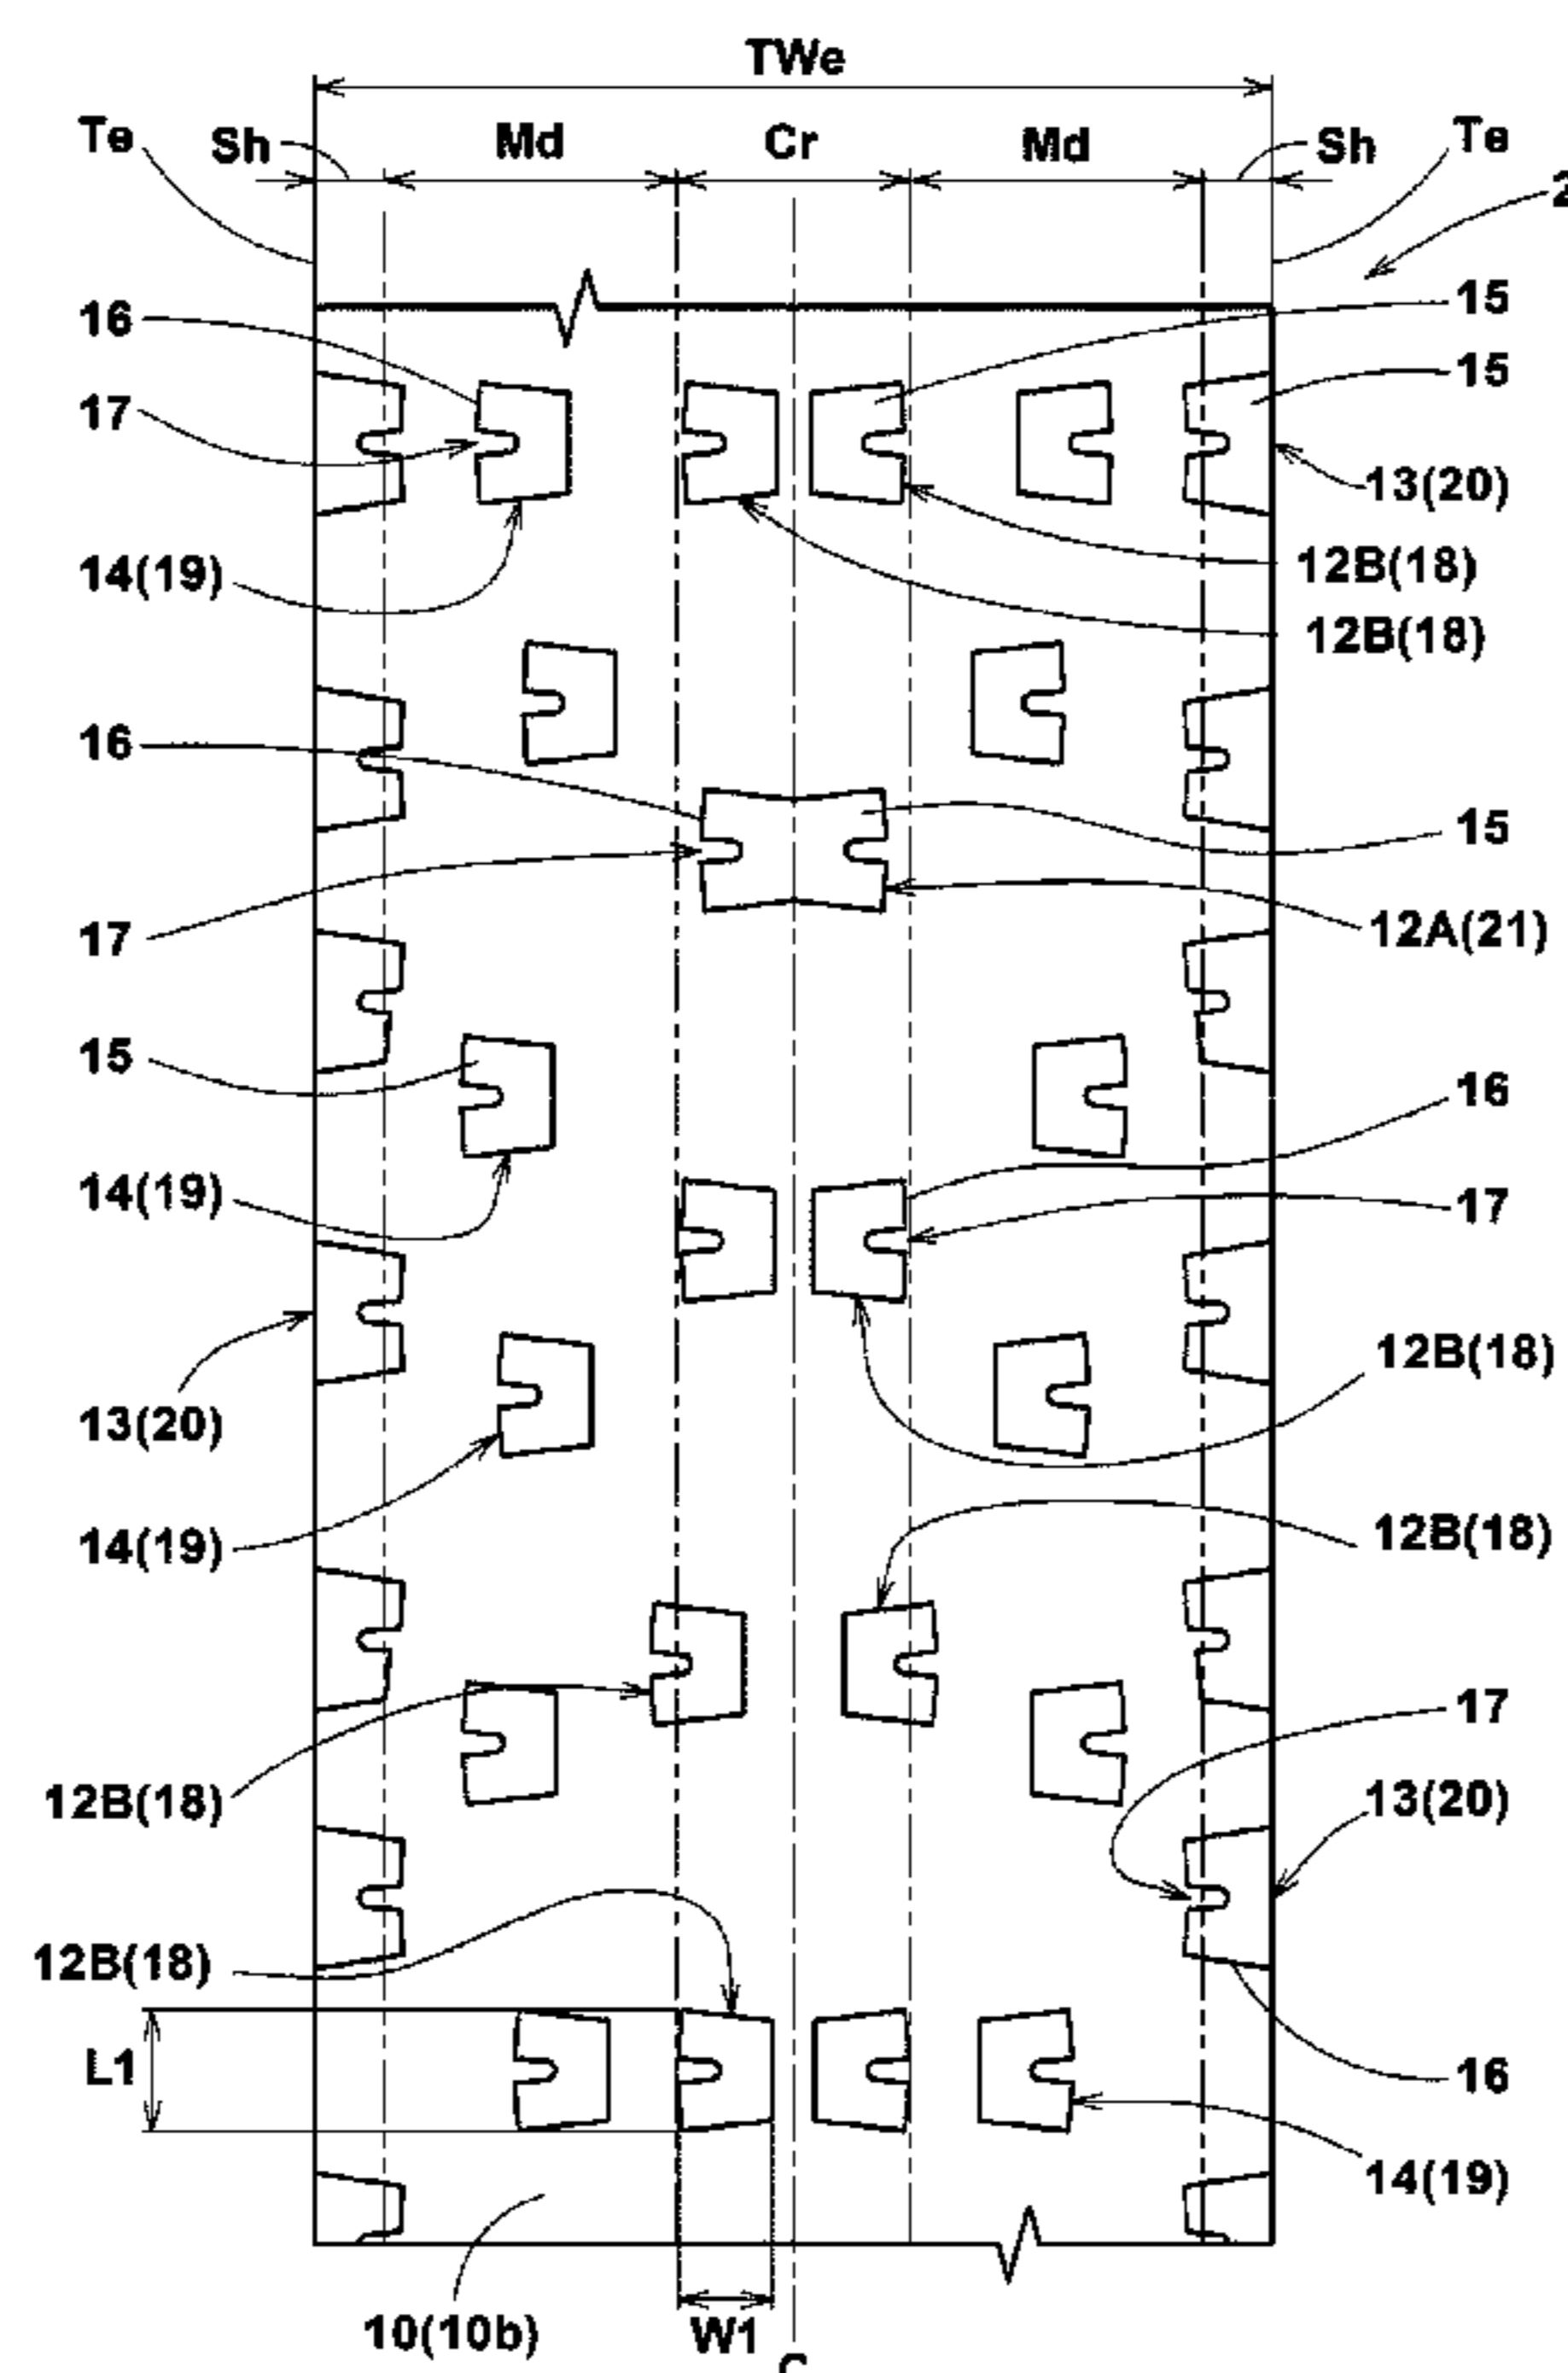 TWe
Te
Sh
Md
Cr
Md
Sh
Te
2
16
15
17
15
13(20)
14(19)
12B(18)
12B(18)
16
15
17
12A(21)
15
16
14(19)
17
13(20)
12B(18)
14(19)
12B(18)
17
12B(18)
13(20)
12B(18)
L1
16
14(19)
10(10b)
W1
C